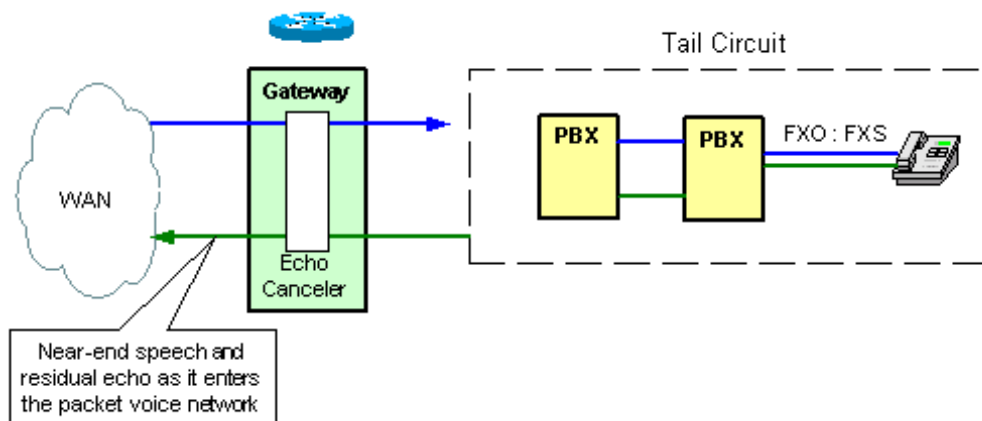 Tail Circuit
Gateway
PBX
PBX
FXO : FXS
WAN
Echo
Canceler
Near-end speech and
residual echo as it enters
the packet voice network